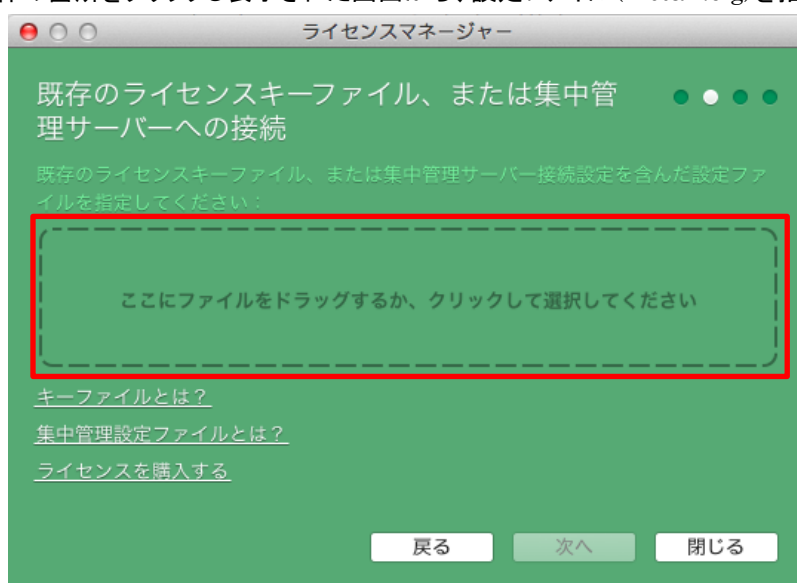 ライセンスマネージャー
既存のライセンスキーファイル、または集中管
理サーバーへの接続
既存のライセンスキーファイル、または集中管理サーバー接続設定を含んだ設定ファ
イルを指定してください：
ここにファイルをドラッグするか、クリックして選択してください
キーファイルとは？
集中管理設定ファイルとは？
ライセンスを購入する
戻る
次へ
閉じる